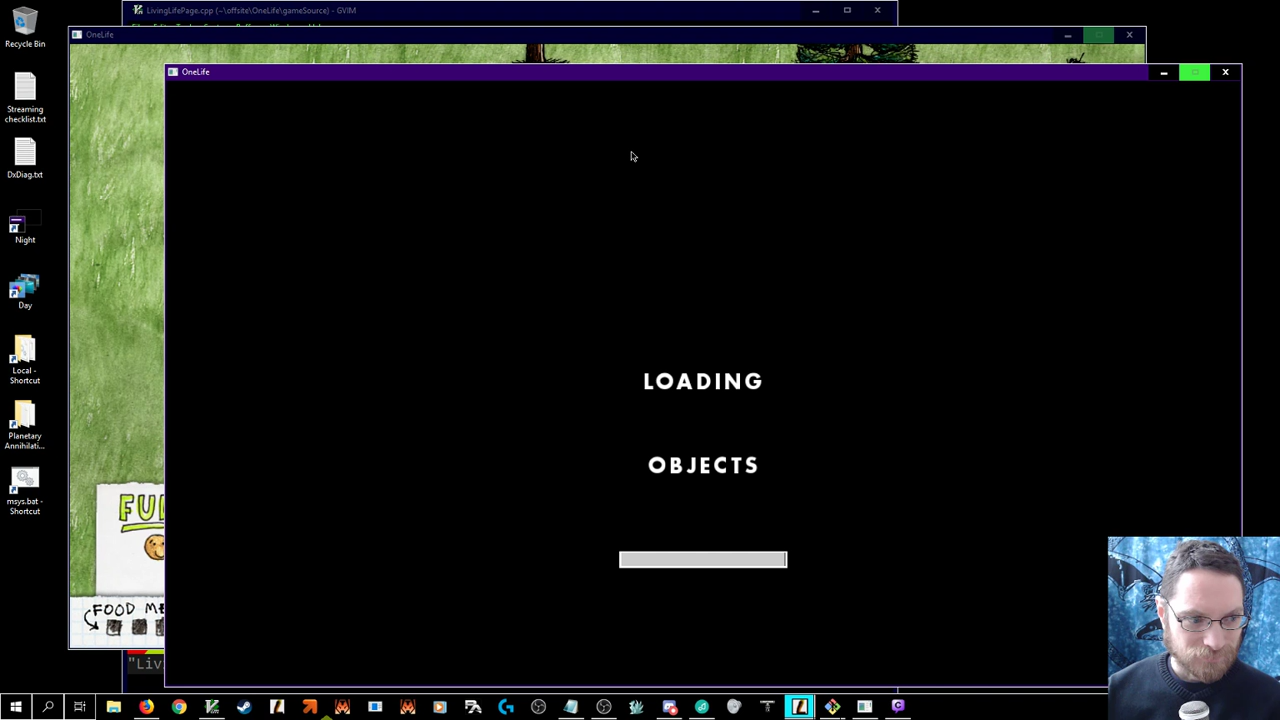 LivingLifePage.cpp (~\offsite\OneLife\gameSource) - GVIM
OneLife
OneLife
Recycle Bin
Streaming
checklist.txt
DxDiag.txt
Night
Day
Local -
Shortcut
Planetary
Annihilati...
msys.bat -
Shortcut
LOADING
OBJECTS
FU
FOOD ME
"Liv